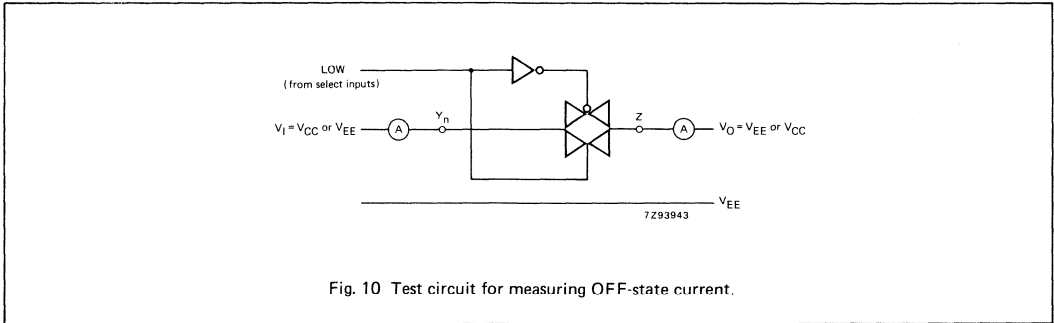 LOW
(from select inputs)
V_I = V_CC or V_EE
A
Y_n
Z
A
V_O = V_EE or V_CC
V_EE
7Z93943
Fig. 10 Test circuit for measuring OFF-state current.